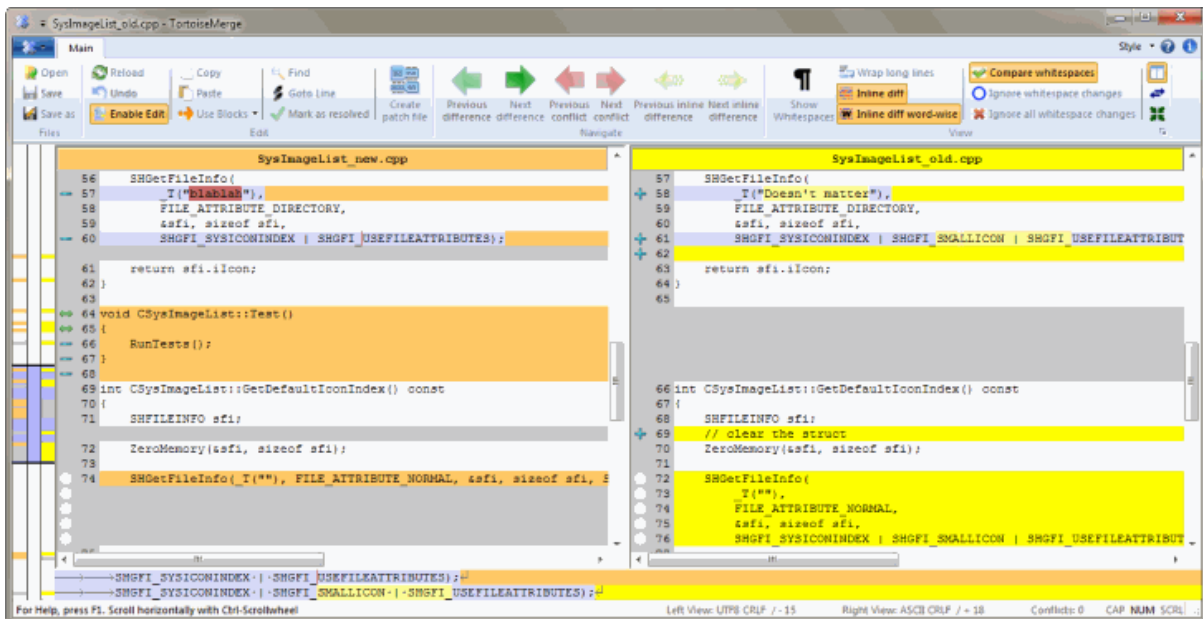 SysImageList_old.cpp - TortoiseMerge
Main
Style
Open
Reload
Copy
Find
Wrap long lines
Compare whitespaces
Save
Undo
Paste
Goto Line
Inline diff
Ignore whitespace changes
Save as
Enable Edit
Use Blocks
Mark as resolved
Inline diff word-wise
Ignore all whitespace changes
Create patch file
Previous difference
Next difference
Previous conflict
Next conflict
Previous inline difference
Next inline difference
Show Whitespaces
Files
Edit
Navigate
View
SysImageList_new.cpp
56 SHGetFileInfo(
57 _T("blablah"),
58 FILE_ATTRIBUTE_DIRECTORY,
59 &sfi, sizeof sfi,
60 SHGFI_SYSICONINDEX | SHGFI_USEFILEATTRIBUTES);
61 return sfi.iIcon;
62 }
63
64 void CSysImageList::Test()
65 {
66 RunTests();
67 }
68
69 int CSysImageList::GetDefaultIconIndex() const
70 {
71 SHFILEINFO sfi;
72 ZeroMemory(&sfi, sizeof sfi);
73
74 SHGetFileInfo(_T(""), FILE_ATTRIBUTE_NORMAL, &sfi, sizeof sfi, S
SysImageList_old.cpp
57 SHGetFileInfo(
58 _T("Doesn't matter"),
59 FILE_ATTRIBUTE_DIRECTORY,
60 &sfi, sizeof sfi,
61 SHGFI_SYSICONINDEX | SHGFI_SMALLICON | SHGFI_USEFILEATTRIBUT
62
63 return sfi.iIcon;
64 }
65
66 int CSysImageList::GetDefaultIconIndex() const
67 {
68 SHFILEINFO sfi;
69 // clear the struct
70 ZeroMemory(&sfi, sizeof sfi);
71
72 SHGetFileInfo(
73 _T(""),
74 FILE_ATTRIBUTE_NORMAL,
75 &sfi, sizeof sfi,
76 SHGFI_SYSICONINDEX | SHGFI_SMALLICON | SHGFI_USEFILEATTRIBUT
SHGFI_SYSICONINDEX·|·SHGFI_USEFILEATTRIBUTES);
SHGFI_SYSICONINDEX·|·SHGFI_SMALLICON·|·SHGFI_USEFILEATTRIBUTES);
For Help, press F1. Scroll horizontally with Ctrl-Scrollwheel
Left View: UTF8 CRLF / - 15
Right View: ASCII CRLF / + 18
Conflicts: 0
CAP NUM SCRL